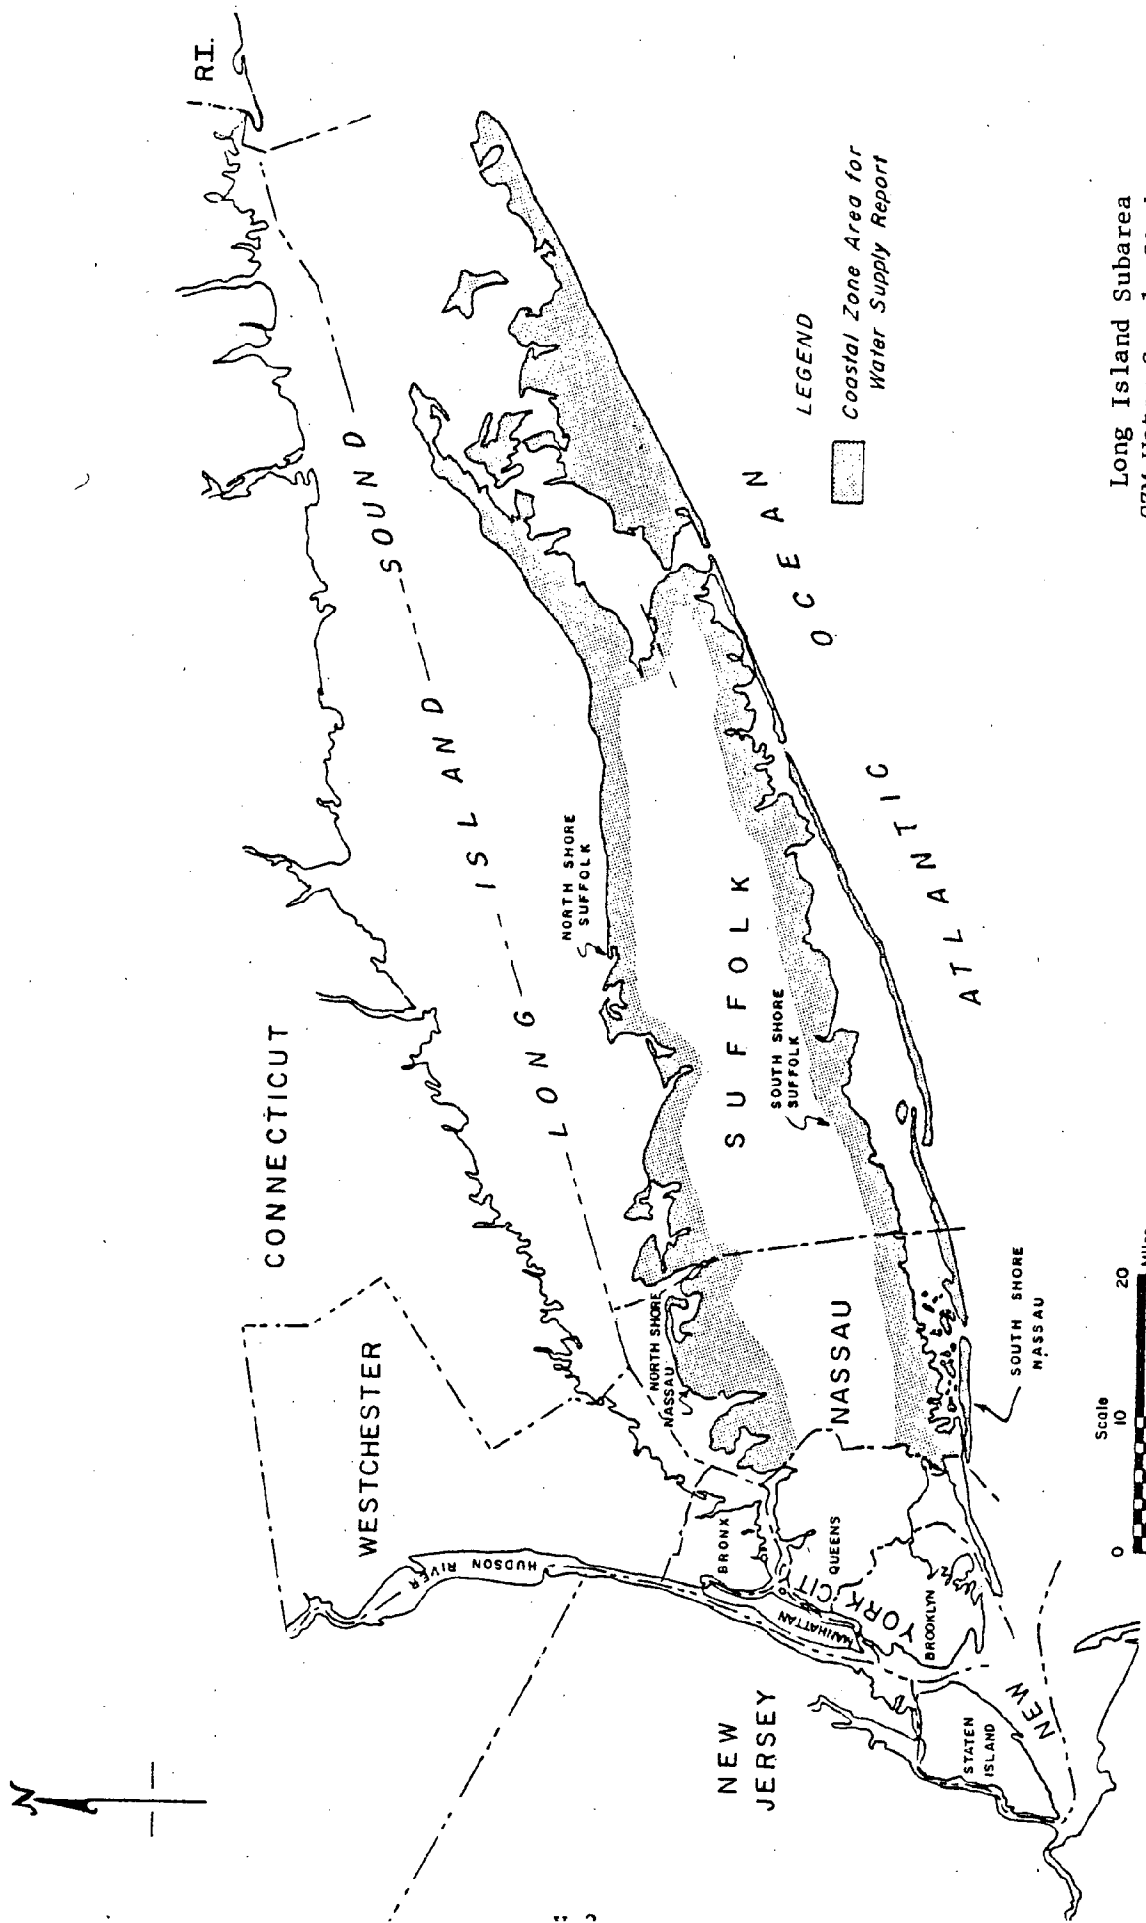 N
R.I.
CONNECTICUT
WESTCHESTER
HUDSON RIVER
LONG ISLAND SOUND
NORTH SHORE
SUFFOLK
NORTH SHORE
NASSAU
SUFFOLK
SOUTH SHORE
SUFFOLK
NASSAU
BRONX
QUEENS
MANHATTAN
BROOKLYN
NEW YORK CITY
NEW
JERSEY
STATEN
ISLAND
ATLANTIC OCEAN
SOUTH SHORE
NASSAU
LEGEND
Coastal Zone Area for
Water Supply Report
Scale
0 10 20
Long Island Subarea